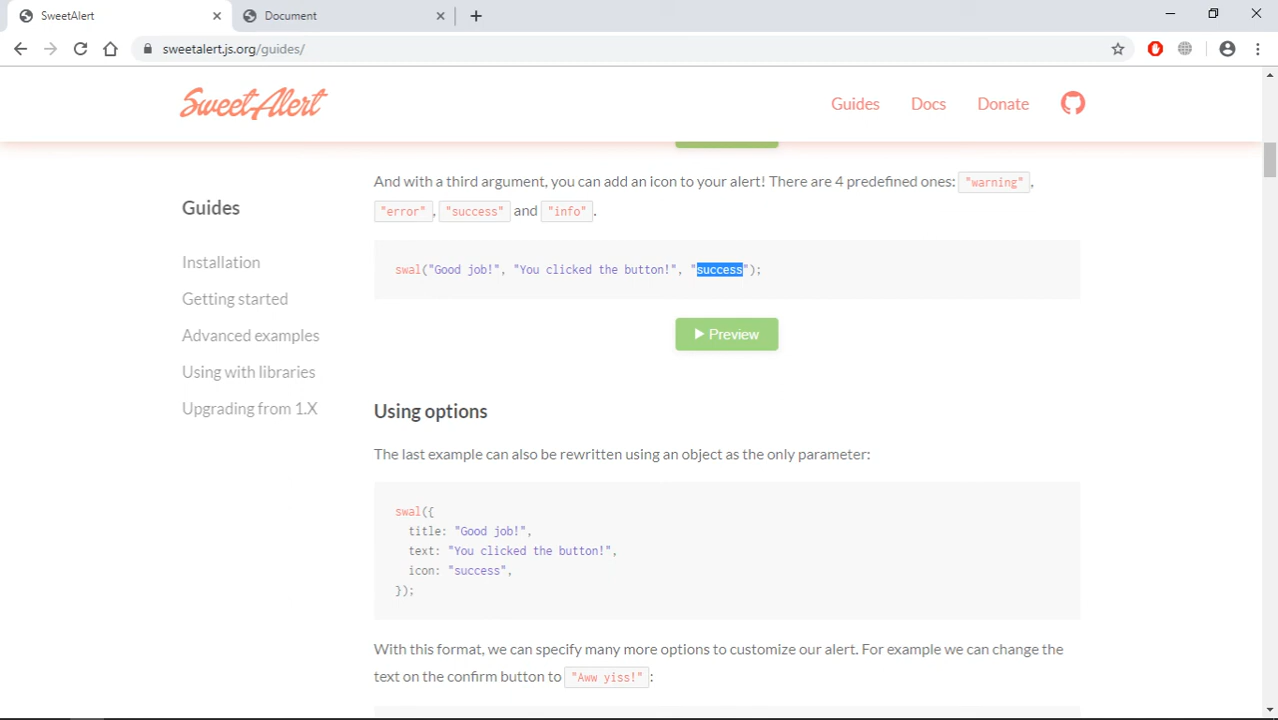 SweetAlert
Document
sweetalert.js.org/guides/
SweetAlert
Guides
Docs
Donate
And with a third argument, you can add an icon to your alert! There are 4 predefined ones: "warning",
"error", "success" and "info".
swal("Good job!", "You clicked the button!", "success");
Preview
Guides
Installation
Getting started
Advanced examples
Using with libraries
Upgrading from 1.X
Using options
The last example can also be rewritten using an object as the only parameter:
swal({
title: "Good job!",
text: "You clicked the button!",
icon: "success",
});
With this format, we can specify many more options to customize our alert. For example we can change the
text on the confirm button to "Aww yiss!":